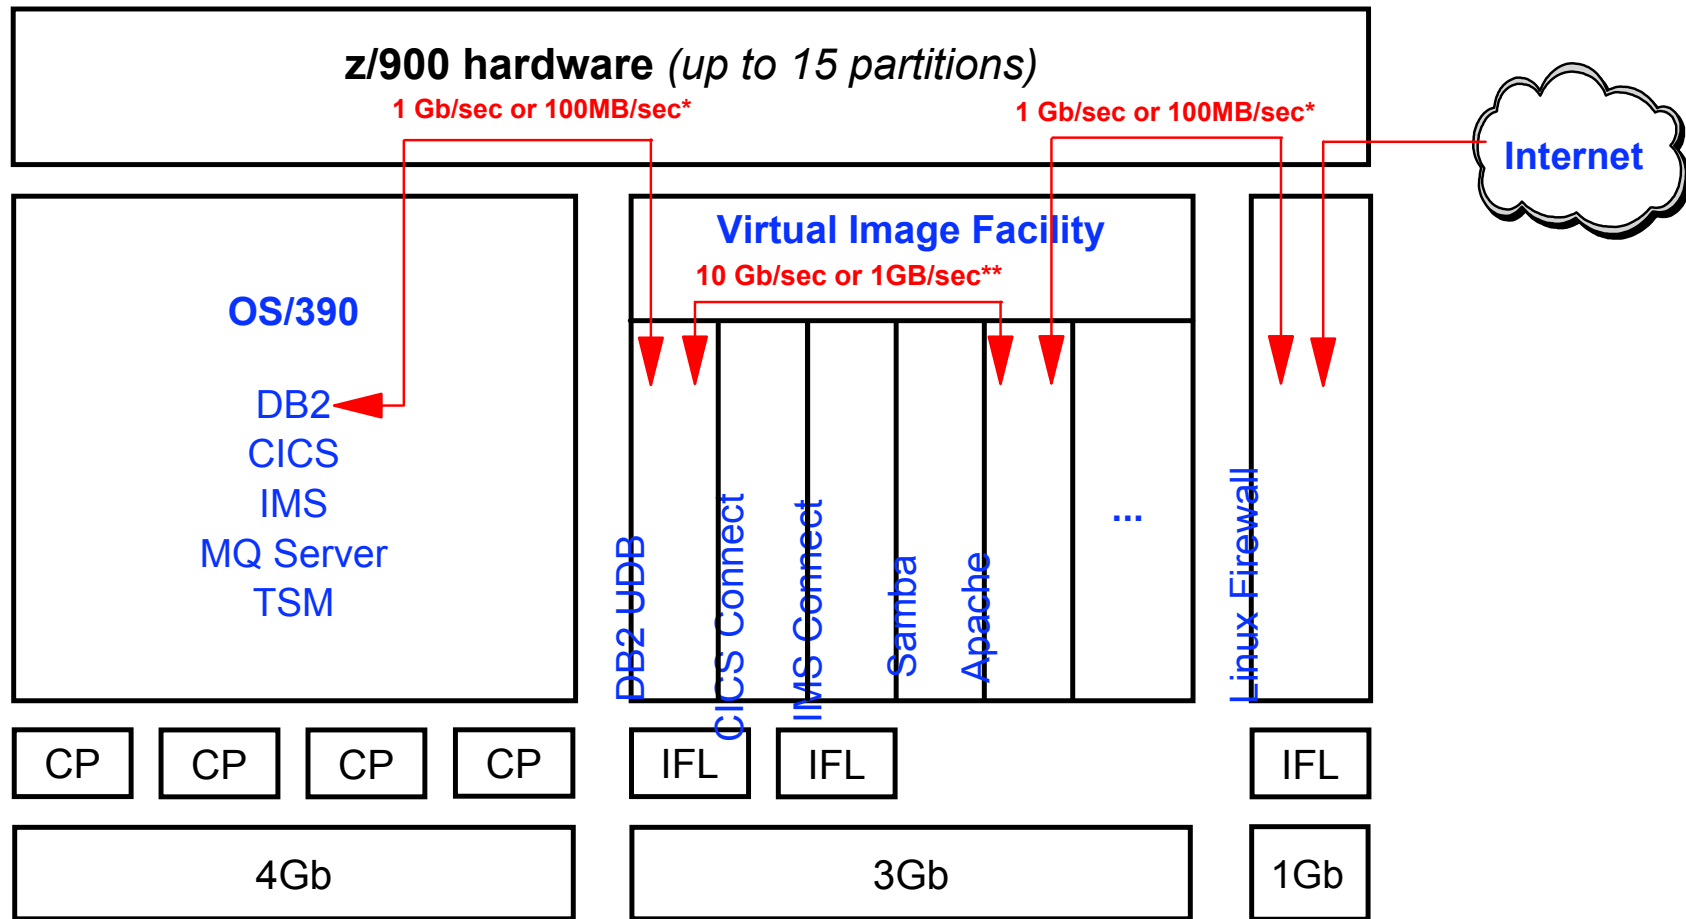 z/900 hardware (up to 15 partitions)
1 Gb/sec or 100MB/sec*
1 Gb/sec or 100MB/sec*
Internet
Virtual Image Facility
10 Gb/sec or 1GB/sec**
OS/390
DB2
CICS
IMS
MQ Server
TSM
DB2 UDB
CICS Connect
IMS Connect
Samba
Apache
...
Linux Firewall
CP
CP
CP
CP
IFL
IFL
IFL
4Gb
3Gb
1Gb